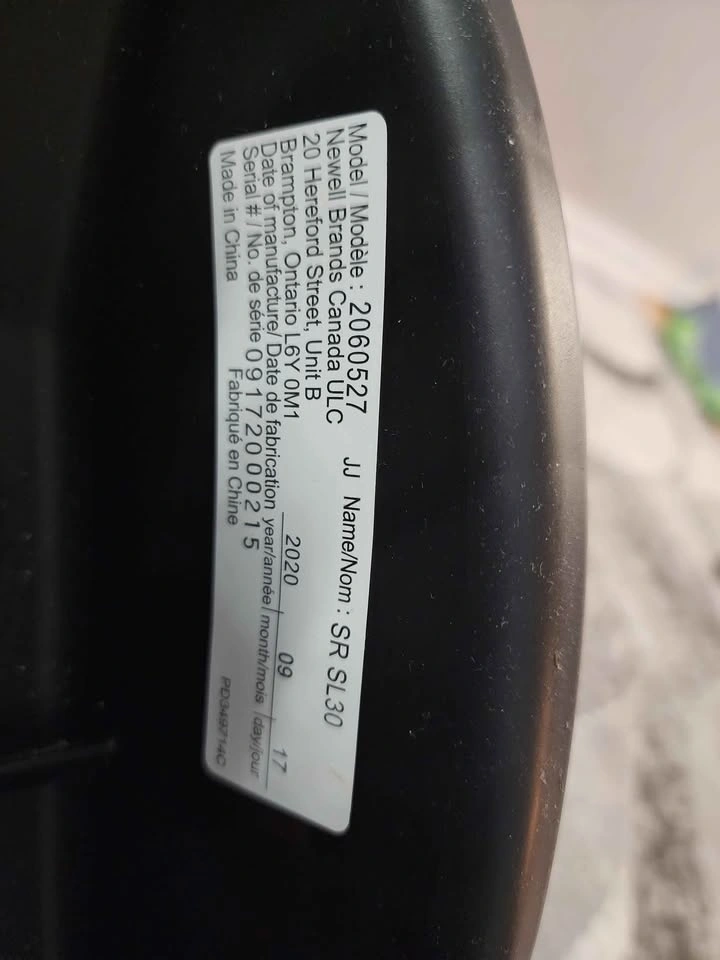 Model / Modèle : 2060527 JJ Name/Nom : SR SL30
Newell Brands Canada ULC
20 Hereford Street, Unit B
Brampton, Ontario L6Y 0M1 2020 09 17
Date of manufacture/ Date de fabrication year/année month/mois day/jour
Serial # / No. de série 091720000215
Made in China Fabriqué en Chine PD349714C